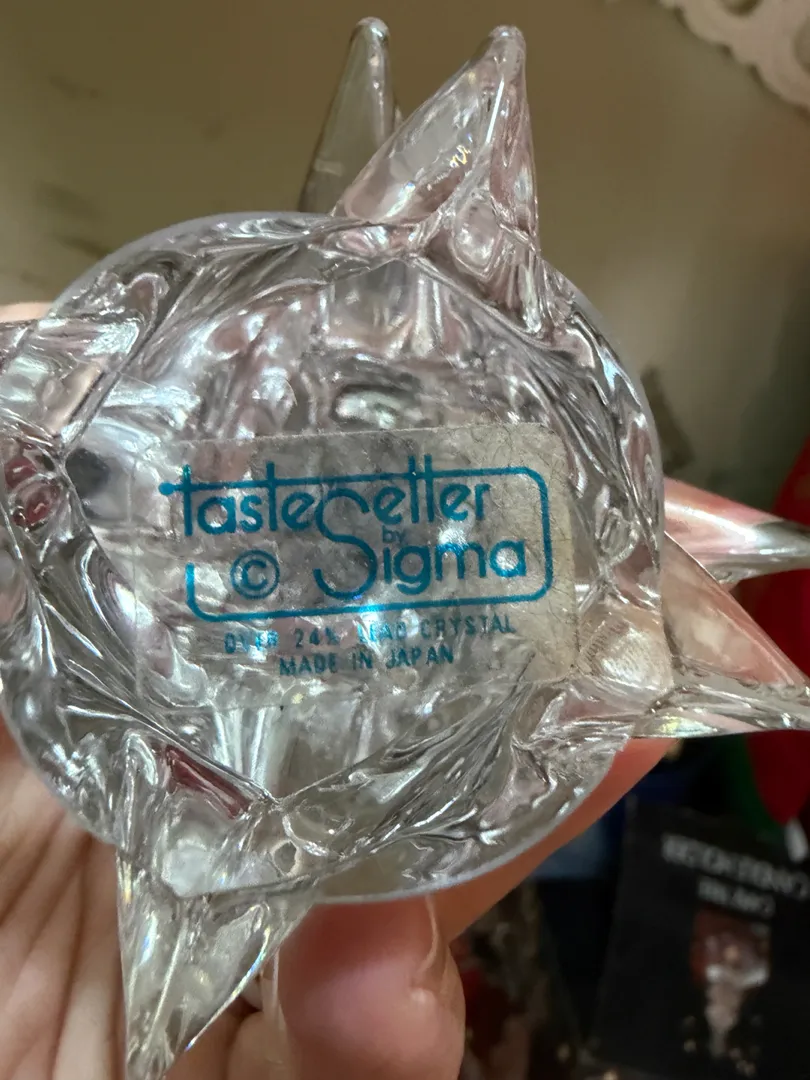 tasteSetter
by
© Sigma
OVER 24% LEAD CRYSTAL
MADE IN JAPAN